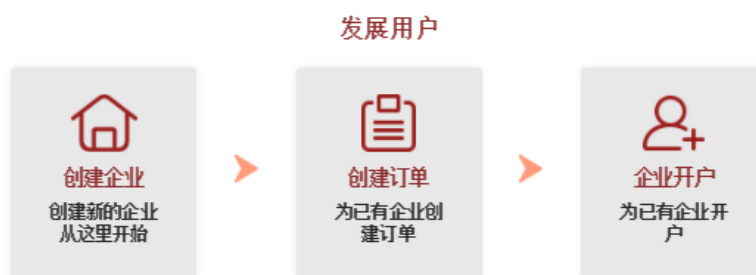 发展用户
创建企业
创建新的企业
从这里开始
创建订单
为已有企业创
建订单
企业开户
为已有企业开
户